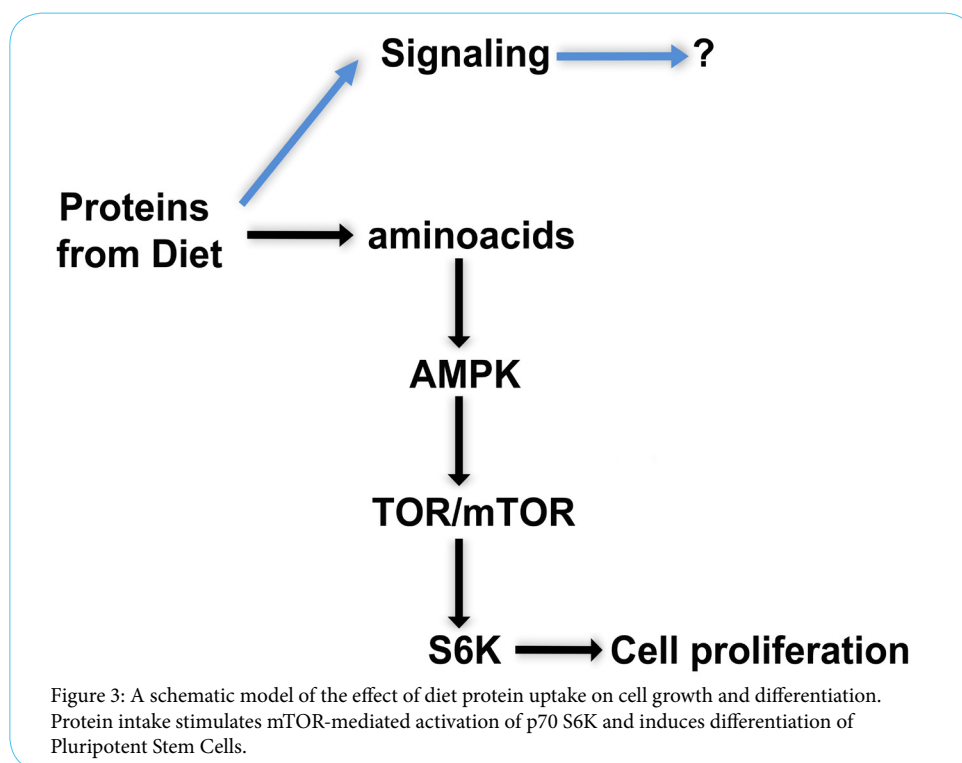 Signaling
?
Proteins
from Diet
aminoacids
AMPK
TOR/mTOR
S6K
Cell proliferation
Figure 3: A schematic model of the effect of diet protein uptake on cell growth and differentiation.
Protein intake stimulates mTOR-mediated activation of p70 S6K and induces differentiation of
Pluripotent Stem Cells.